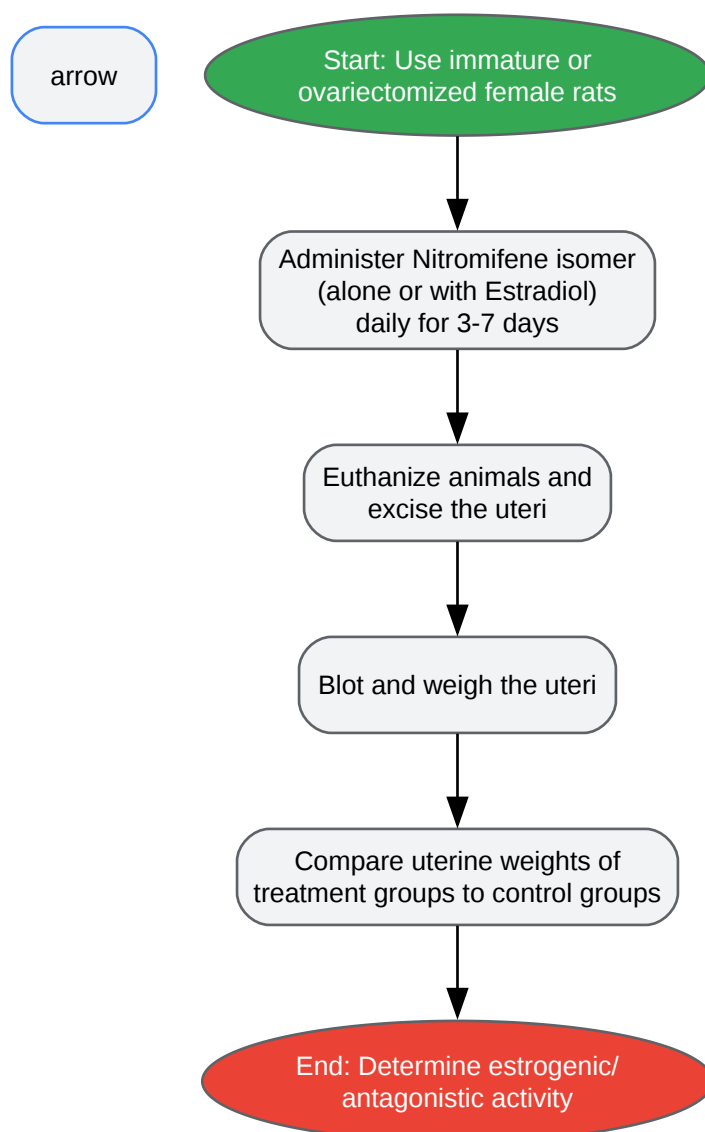 arrow
Start: Use immature or
ovariectomized female rats
Administer Nitromifene isomer
(alone or with Estradiol)
daily for 3-7 days
Euthanize animals and
excise the uteri
Blot and weigh the uteri
Compare uterine weights of
treatment groups to control groups
End: Determine estrogenic/
antagonistic activity